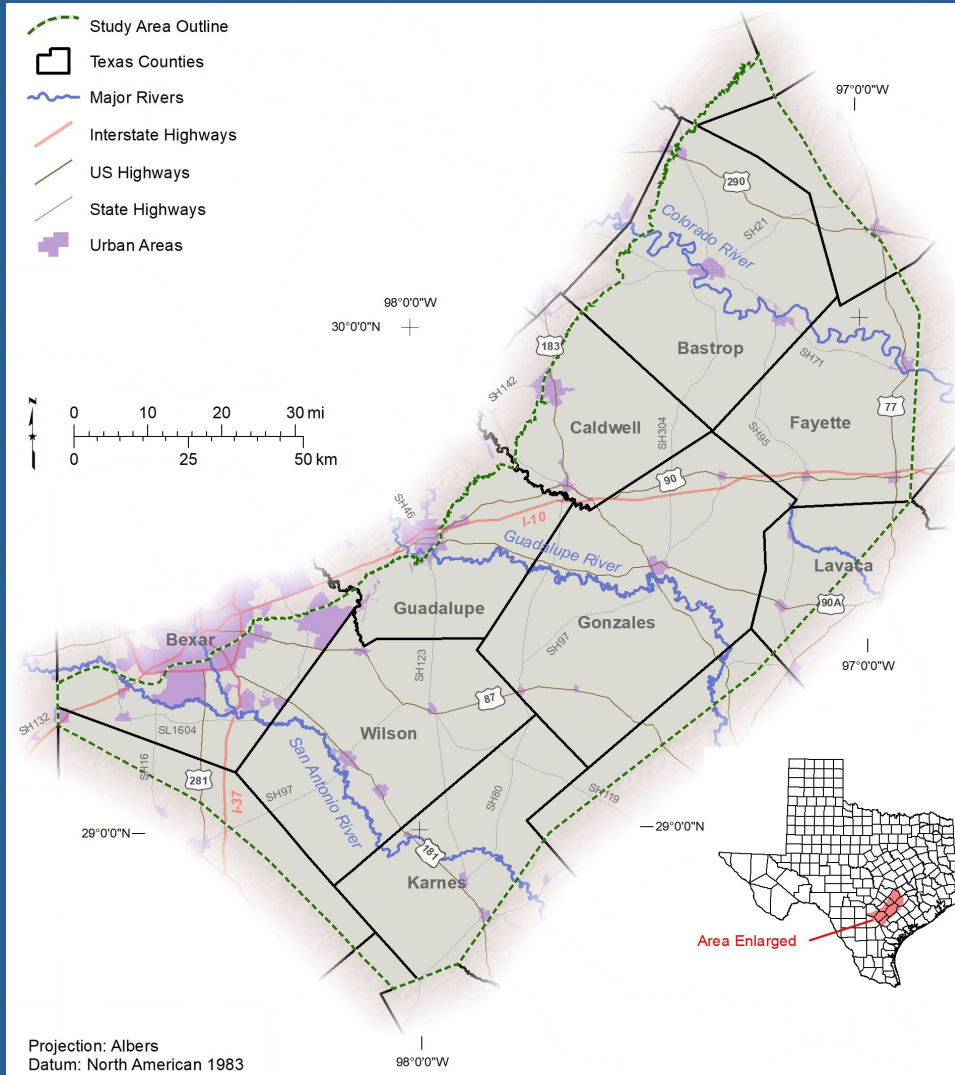 Study Area Outline
Texas Counties
Major Rivers
Interstate Highways
US Highways
State Highways
Urban Areas
97°0'0"W
290
SH21
Colorado River
98°0'0"W
30°0'0"N
183
Bastrop
SH71
SH142
77
0 10 20 30 mi
0 25 50 km
Caldwell
SH304
SH95
Fayette
90
SH46
I-10
Guadalupe River
Lavaca
90A
Guadalupe
Gonzales
Bexar
SH123
SH97
97°0'0"W
87
SH132
SL1604
Wilson
SH16
281
I-37
SH97
San Antonio River
SH80
SH119
29°0'0"N
29°0'0"N
181
Karnes
Area Enlarged
Projection: Albers
Datum: North American 1983
98°0'0"W